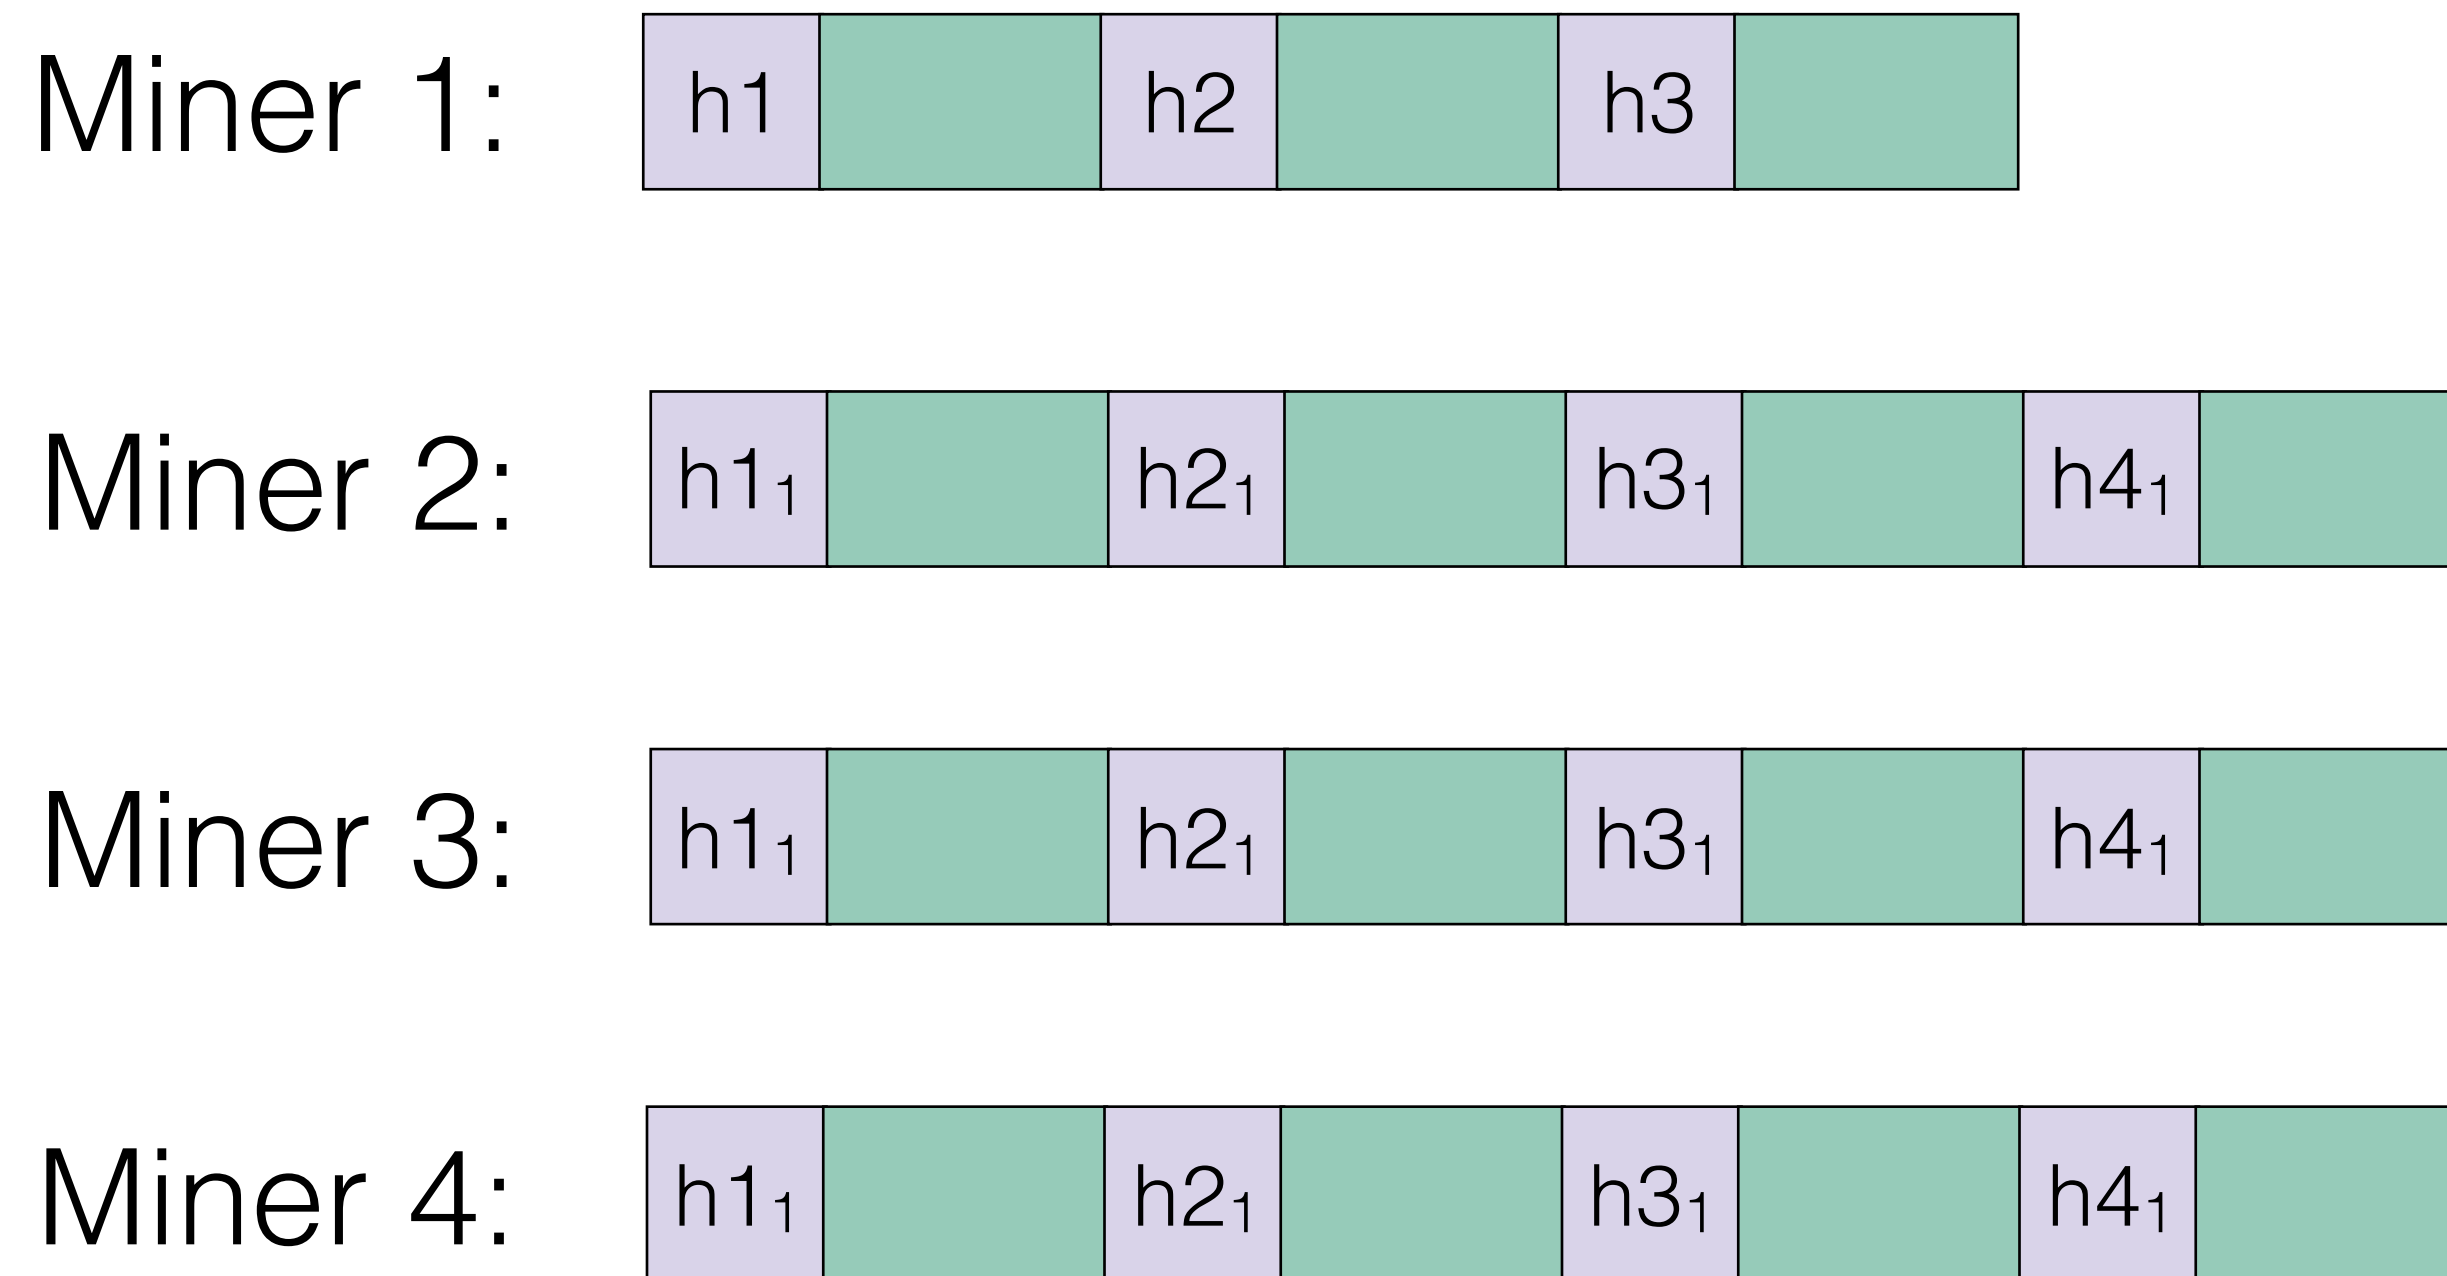 Miner 1: h1 h2 h3
Miner 2: h1₁ h2₁ h3₁ h4₁
Miner 3: h1₁ h2₁ h3₁ h4₁
Miner 4: h1₁ h2₁ h3₁ h4₁